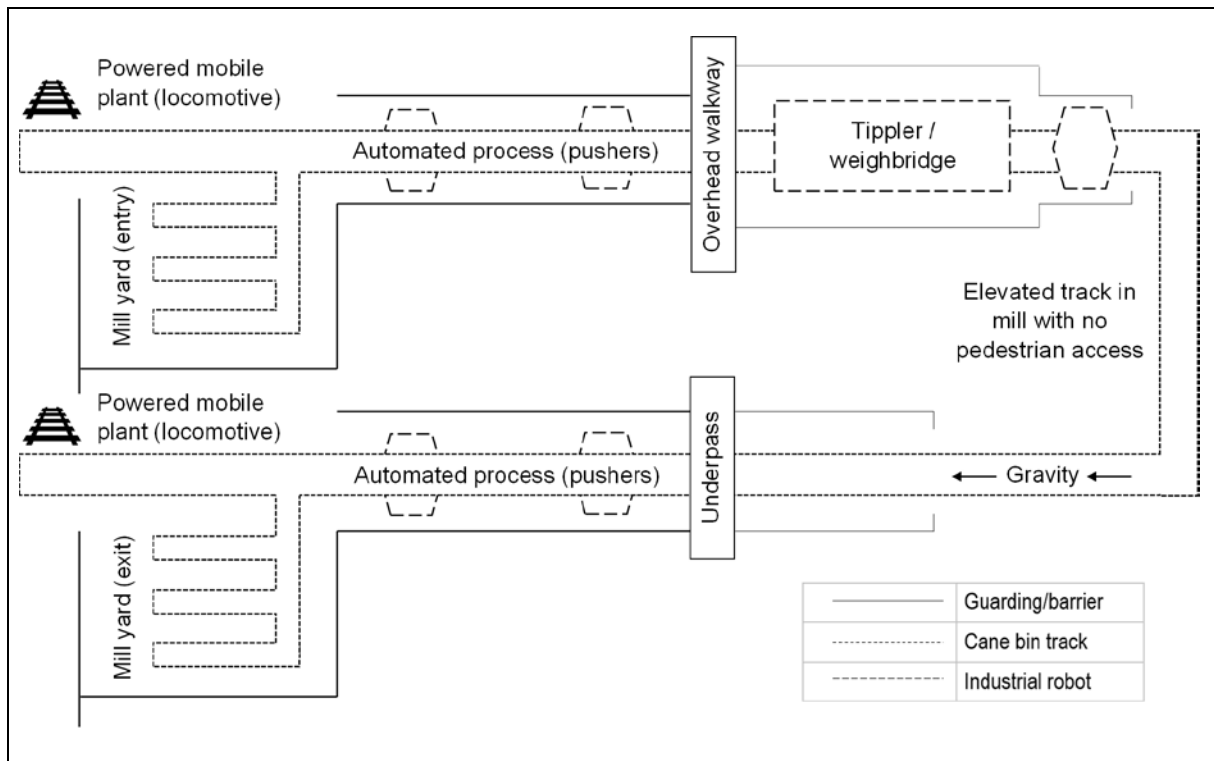 Powered mobile
plant (locomotive)
Automated process (pushers)
Overhead walkway
Tippler /
weighbridge
Mill yard (entry)
Elevated track in
mill with no
pedestrian access
Powered mobile
plant (locomotive)
Automated process (pushers)
Underpass
Gravity
Mill yard (exit)
Guarding/barrier
Cane bin track
Industrial robot